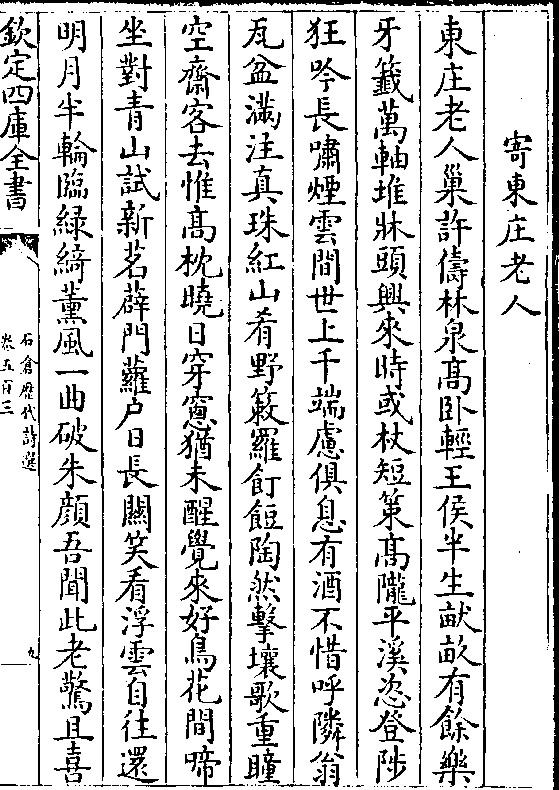 寄東庄老人
東庄老人巢許儔林泉髙卧輕王侯半生畎畝有餘樂
牙籤萬軸堆牀頭興來時或杖短策髙隴平溪恣登陟
狂吟長嘯煙雲間世上千端慮俱息有酒不惜呼隣翁
瓦盆滿注真珠紅山肴野簌羅飣餖陶然擊壤歌重瞳
空齋客去惟髙枕曉日穿窻猶未醒覺來好鳥花間啼
坐對青山試新茗薜門蘿户日長關笑看浮雲自往還
明月半輪臨緑綺薰風一曲破朱顔吾聞此老驚且喜
欽定四庫全書
石倉歷代詩選
卷五百三
九